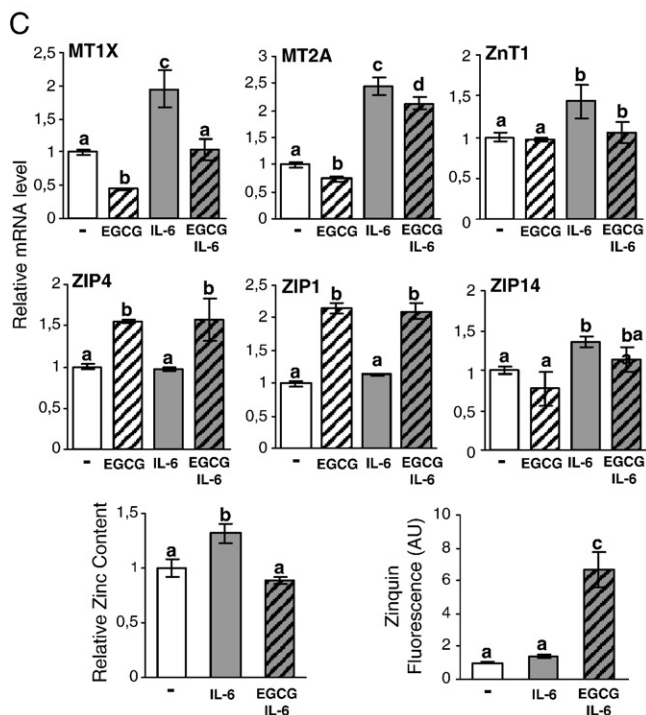 C
MT1X
MT2A
ZnT1
Relative mRNA level
2,5
2
1,5
1
0,5
0
a
b
c
a
-
EGCG
IL-6
EGCG
IL-6
3
2,5
2
1,5
1
0,5
0
a
b
c
d
-
EGCG
IL-6
EGCG
IL-6
2
1,5
1
0,5
0
a
a
b
b
-
EGCG
IL-6
EGCG
IL-6
ZIP4
ZIP1
ZIP14
2
1,5
1
0,5
0
a
b
a
b
-
EGCG
IL-6
EGCG
IL-6
2,5
2
1,5
1
0,5
0
a
b
a
b
-
EGCG
IL-6
EGCG
IL-6
2
1,5
1
0,5
0
a
a
b
ba
a
-
EGCG
IL-6
EGCG
IL-6
Relative Zinc Content
1,5
1
0,5
0
a
b
a
-
IL-6
EGCG
IL-6
Zinquin
Fluorescence (AU)
10
8
6
4
2
0
a
a
c
-
IL-6
EGCG
IL-6